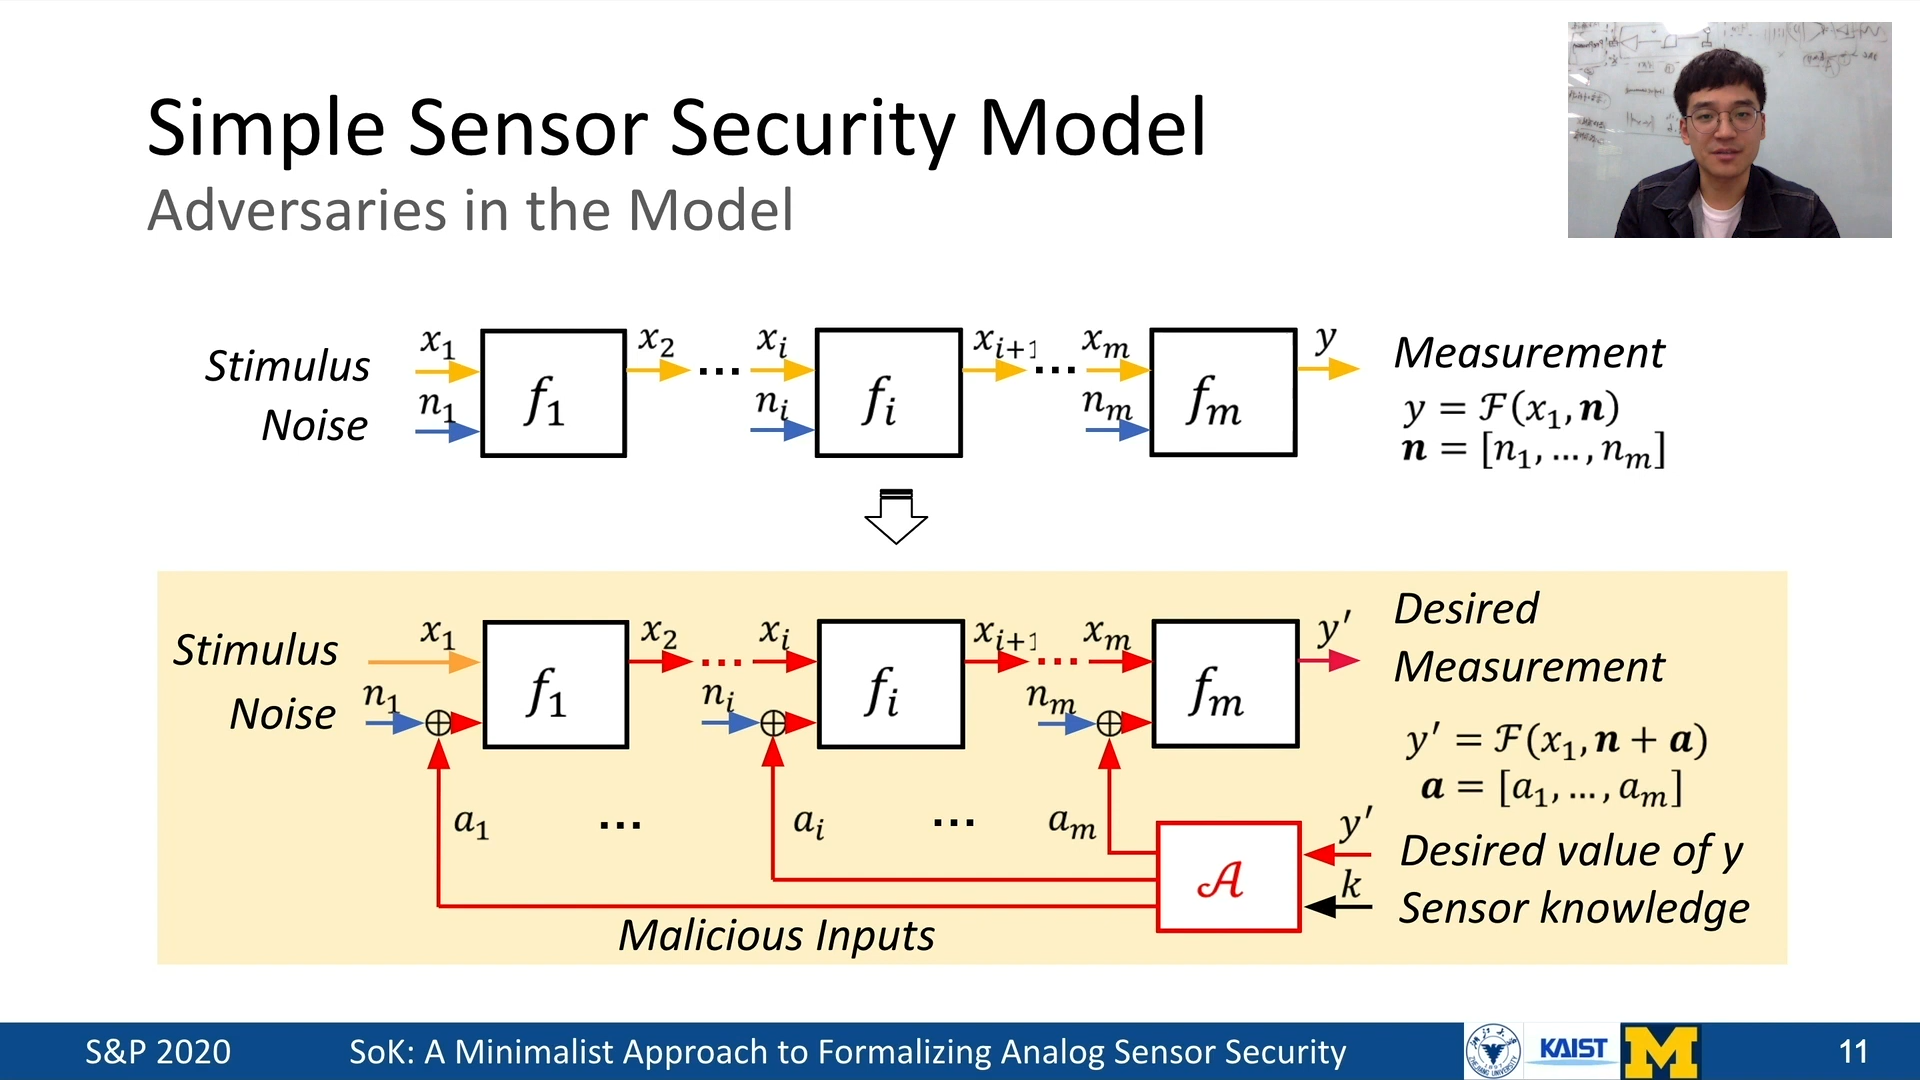 Simple Sensor Security Model
Adversaries in the Model
Stimulus
Noise
x₁
n₁
f₁
x₂
...
xᵢ
nᵢ
fᵢ
xᵢ₊₁
...
xₘ
nₘ
fₘ
y
Measurement
y = ℱ(x₁, n)
n = [n₁, ..., nₘ]
Stimulus
Noise
x₁
n₁
⊕
f₁
x₂
...
xᵢ
nᵢ
⊕
fᵢ
xᵢ₊₁
...
xₘ
nₘ
⊕
fₘ
y′
Desired
Measurement
y′ = ℱ(x₁, n + a)
a = [a₁, ..., aₘ]
a₁
...
aᵢ
...
aₘ
𝒜
y′
Desired value of y
k
Sensor knowledge
Malicious Inputs
S&P 2020
SoK: A Minimalist Approach to Formalizing Analog Sensor Security
KAIST
M
11